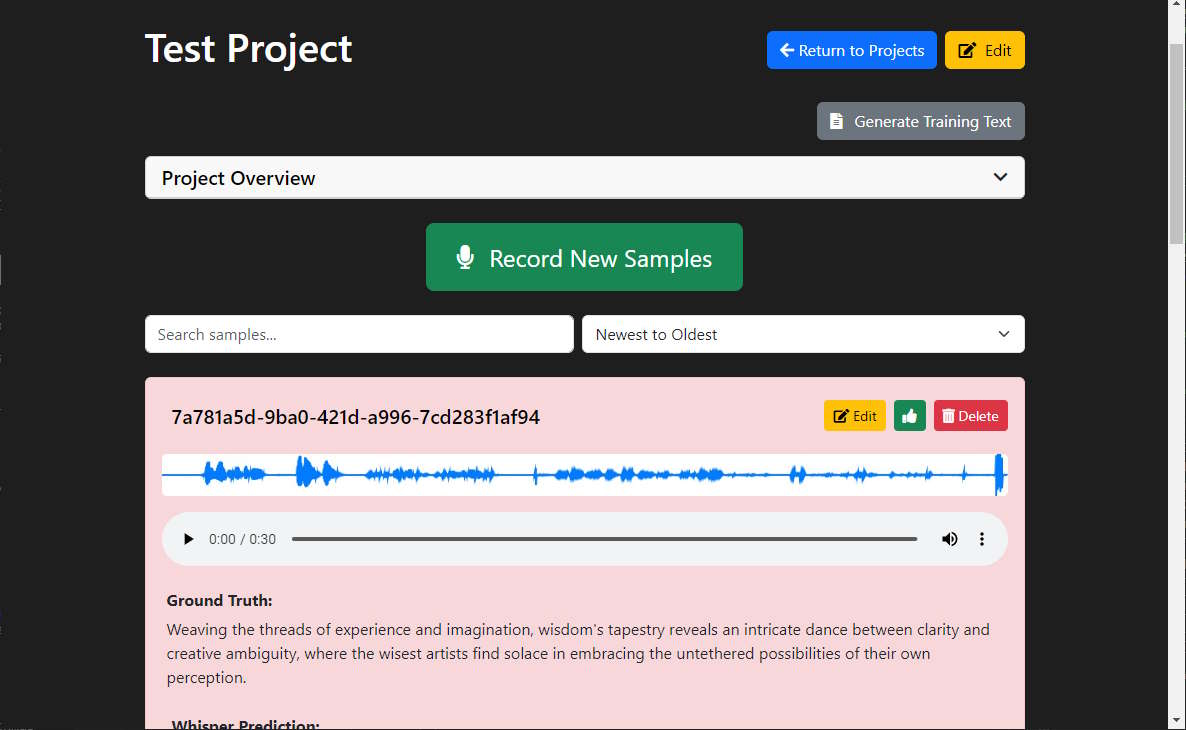 Test Project
Return to Projects
Edit
Generate Training Text
Project Overview
Record New Samples
Search samples...
Newest to Oldest
7a781a5d-9ba0-421d-a996-7cd283f1af94
Edit
Delete
0:00 / 0:30
Ground Truth:
Weaving the threads of experience and imagination, wisdom's tapestry reveals an intricate dance between clarity and
creative ambiguity, where the wisest artists find solace in embracing the untethered possibilities of their own
perception.
Whisper Prediction: